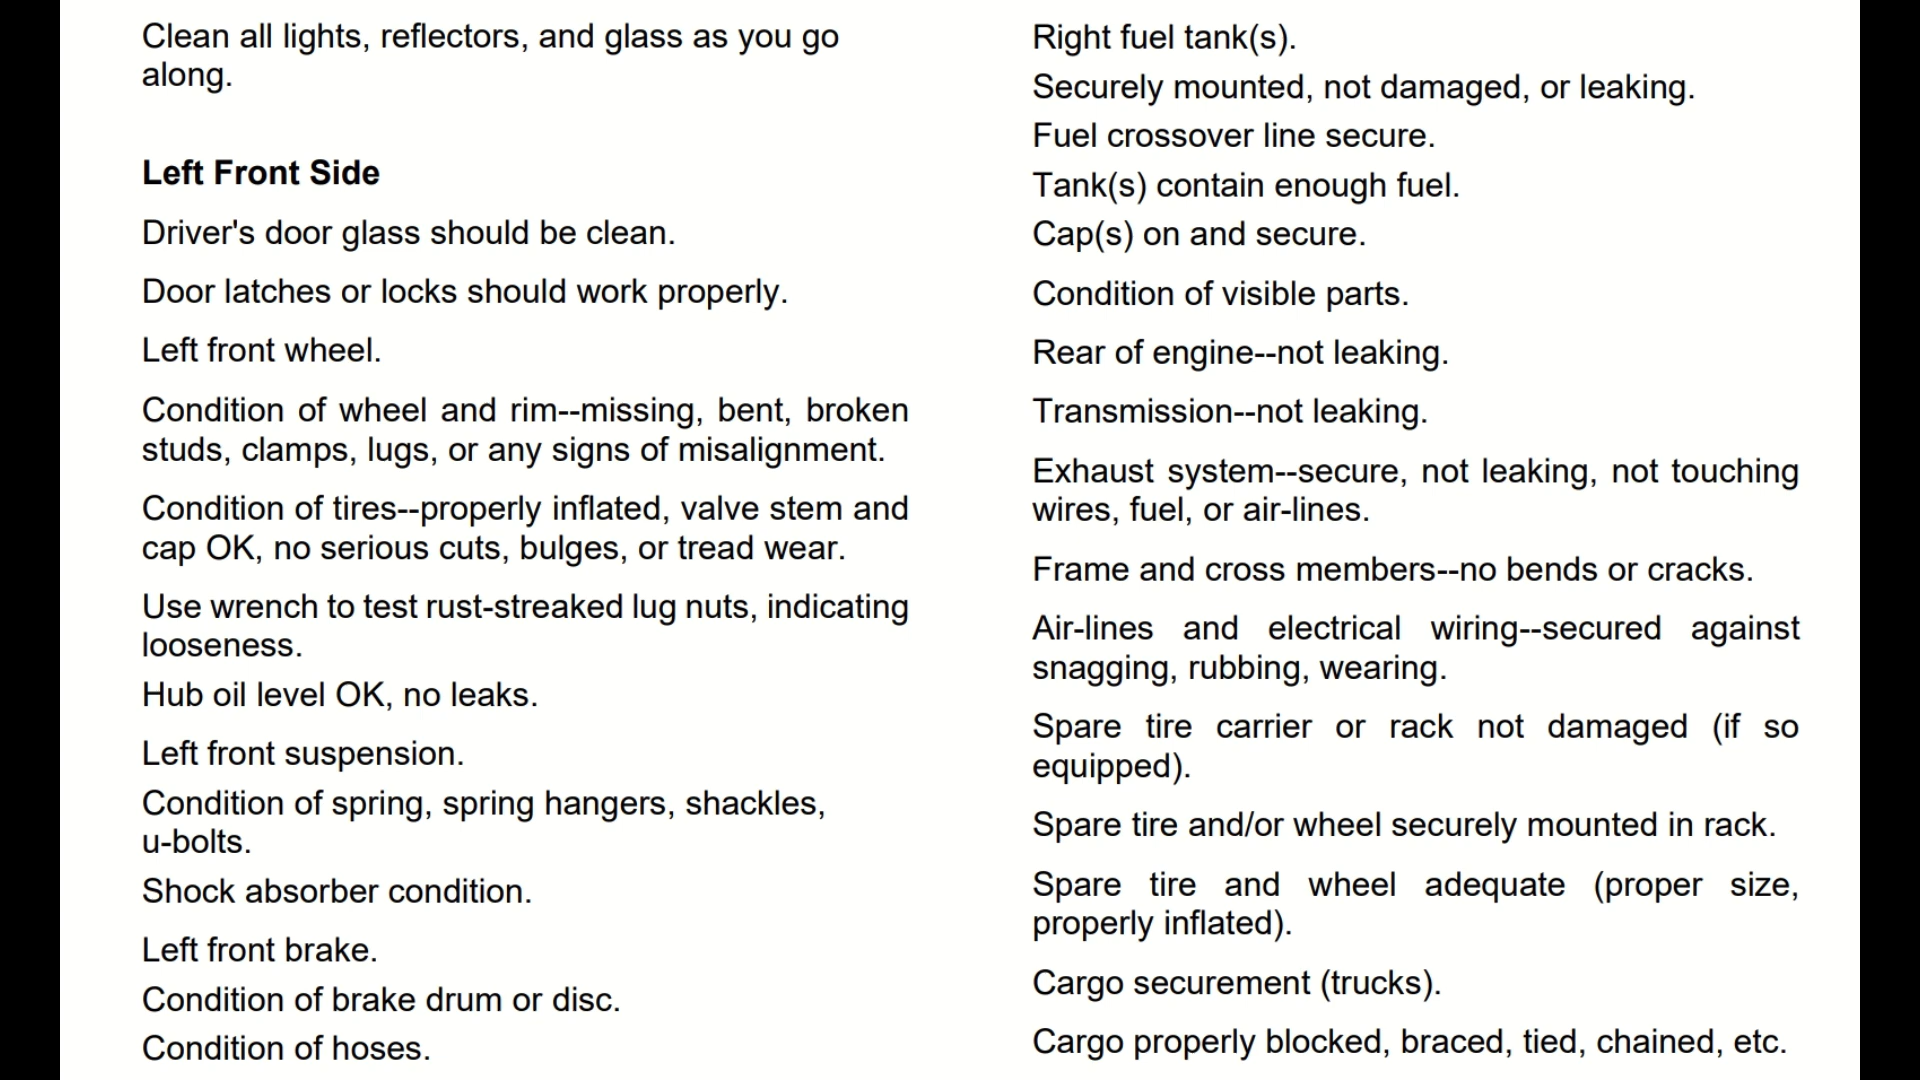 Clean all lights, reflectors, and glass as you go
along.
Left Front Side
Driver's door glass should be clean.
Door latches or locks should work properly.
Left front wheel.
Condition of wheel and rim--missing, bent, broken
studs, clamps, lugs, or any signs of misalignment.
Condition of tires--properly inflated, valve stem and
cap OK, no serious cuts, bulges, or tread wear.
Use wrench to test rust-streaked lug nuts, indicating
looseness.
Hub oil level OK, no leaks.
Left front suspension.
Condition of spring, spring hangers, shackles,
u-bolts.
Shock absorber condition.
Left front brake.
Condition of brake drum or disc.
Condition of hoses.
Right fuel tank(s).
Securely mounted, not damaged, or leaking.
Fuel crossover line secure.
Tank(s) contain enough fuel.
Cap(s) on and secure.
Condition of visible parts.
Rear of engine--not leaking.
Transmission--not leaking.
Exhaust system--secure, not leaking, not touching
wires, fuel, or air-lines.
Frame and cross members--no bends or cracks.
Air-lines and electrical wiring--secured against
snagging, rubbing, wearing.
Spare tire carrier or rack not damaged (if so
equipped).
Spare tire and/or wheel securely mounted in rack.
Spare tire and wheel adequate (proper size,
properly inflated).
Cargo securement (trucks).
Cargo properly blocked, braced, tied, chained, etc.